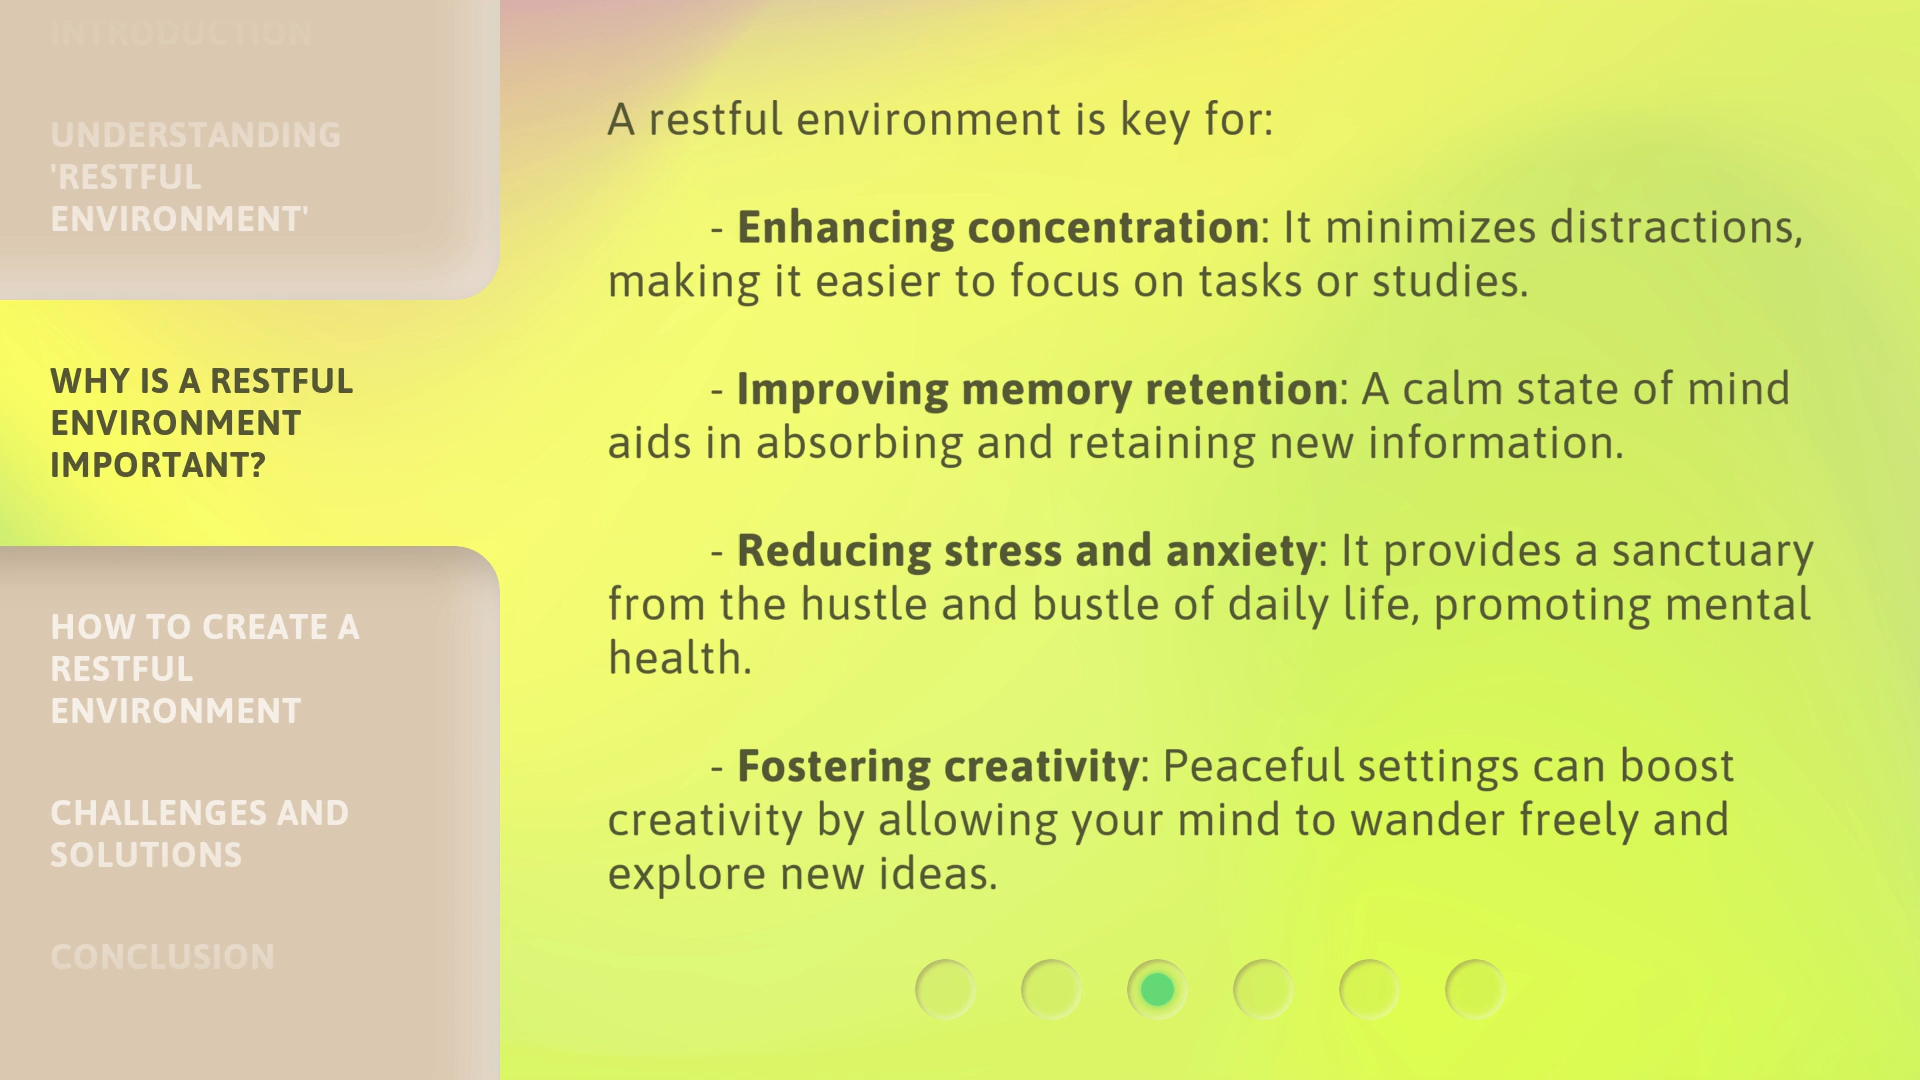 INTRODUCTION
UNDERSTANDING
'RESTFUL
ENVIRONMENT'
WHY IS A RESTFUL
ENVIRONMENT
IMPORTANT?
HOW TO CREATE A
RESTFUL
ENVIRONMENT
CHALLENGES AND
SOLUTIONS
CONCLUSION
A restful environment is key for:
- Enhancing concentration: It minimizes distractions,
making it easier to focus on tasks or studies.
- Improving memory retention: A calm state of mind
aids in absorbing and retaining new information.
- Reducing stress and anxiety: It provides a sanctuary
from the hustle and bustle of daily life, promoting mental
health.
- Fostering creativity: Peaceful settings can boost
creativity by allowing your mind to wander freely and
explore new ideas.